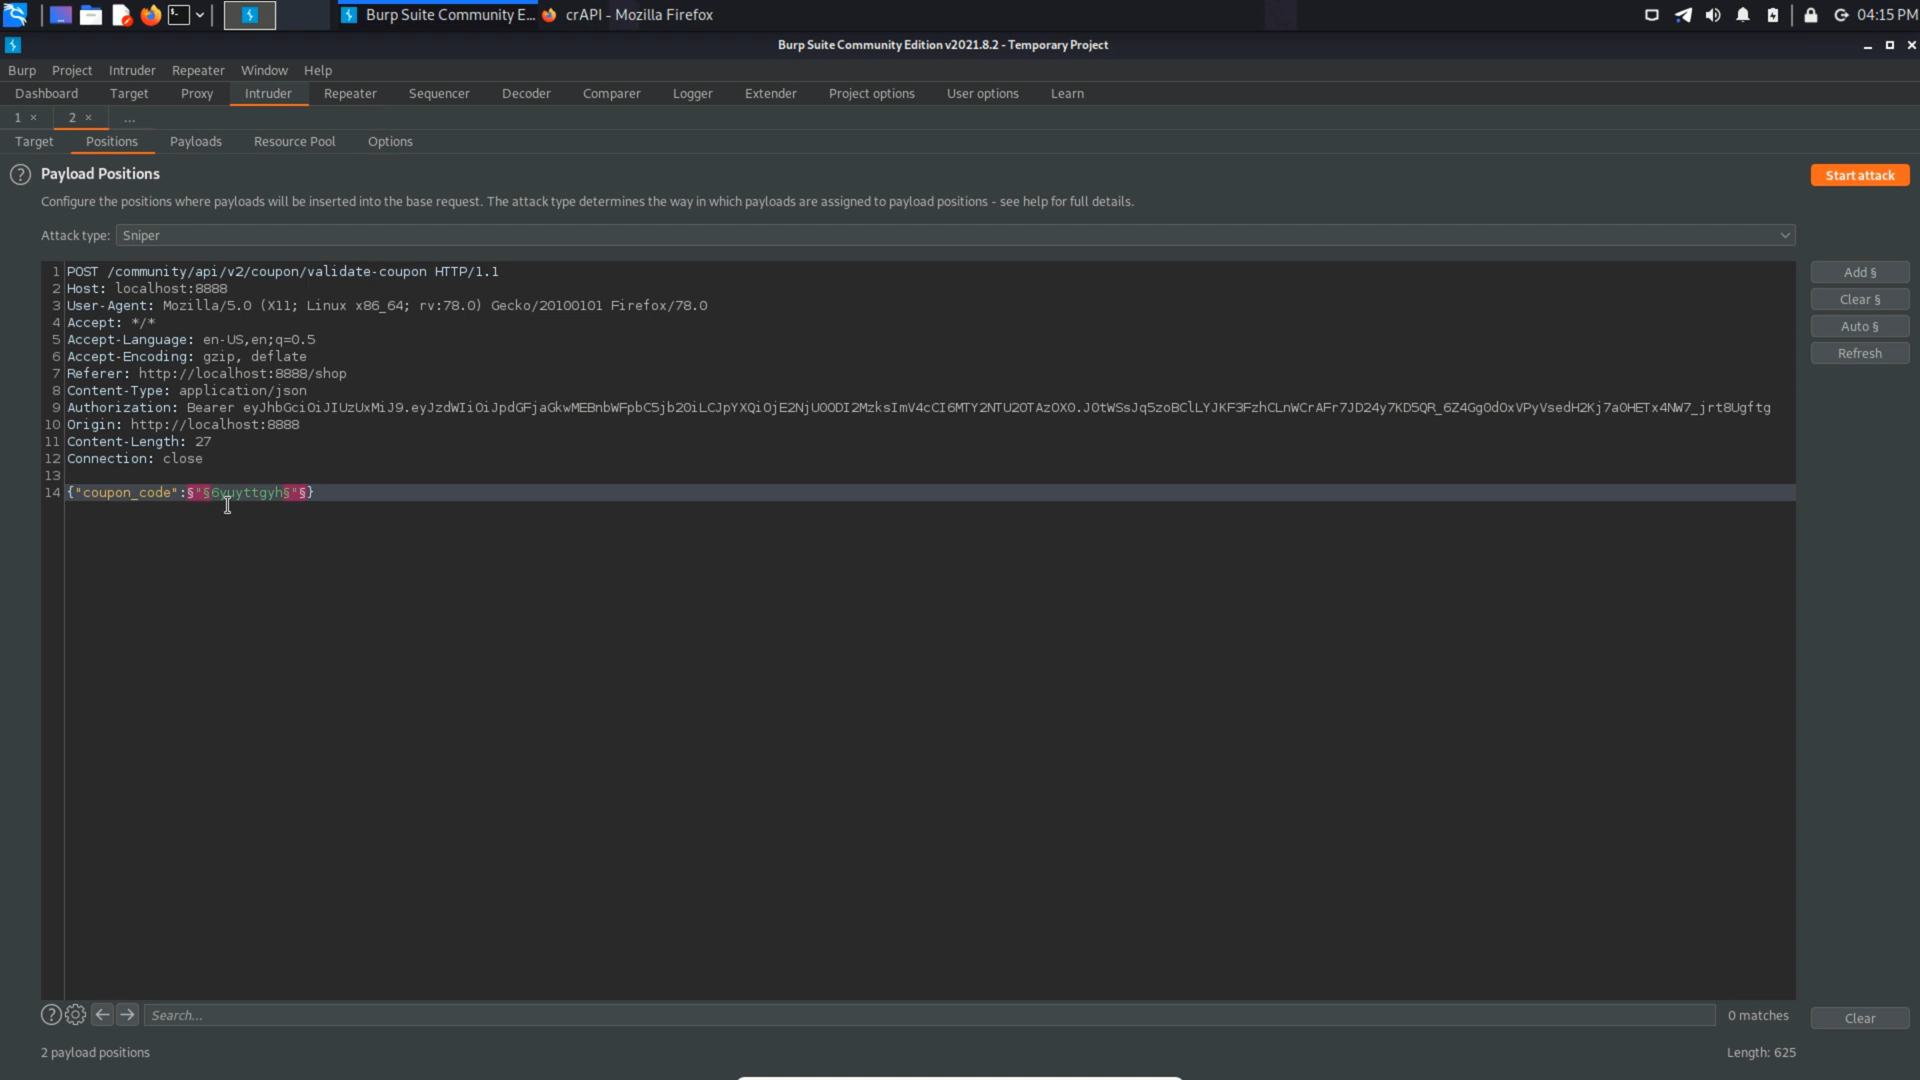 Burp Suite Community E... crAPI - Mozilla Firefox 04:15 PM
Burp Suite Community Edition v2021.8.2 - Temporary Project
Burp Project Intruder Repeater Window Help
Dashboard Target Proxy Intruder Repeater Sequencer Decoder Comparer Logger Extender Project options User options Learn
1 × 2 × ...
Target Positions Payloads Resource Pool Options
? Payload Positions Start attack
Configure the positions where payloads will be inserted into the base request. The attack type determines the way in which payloads are assigned to payload positions - see help for full details.
Attack type: Sniper
1 POST /community/api/v2/coupon/validate-coupon HTTP/1.1 Add §
2 Host: localhost:8888
3 User-Agent: Mozilla/5.0 (X11; Linux x86_64; rv:78.0) Gecko/20100101 Firefox/78.0 Clear §
4 Accept: */* Auto §
5 Accept-Language: en-US,en;q=0.5
6 Accept-Encoding: gzip, deflate Refresh
7 Referer: http://localhost:8888/shop
8 Content-Type: application/json
9 Authorization: Bearer
10 Origin: http://localhost:8888
11 Content-Length: 27
12 Connection: close
13
14 {"coupon_code":§"§6yuyttgyh§"§}
? Search... 0 matches Clear
2 payload positions Length: 625